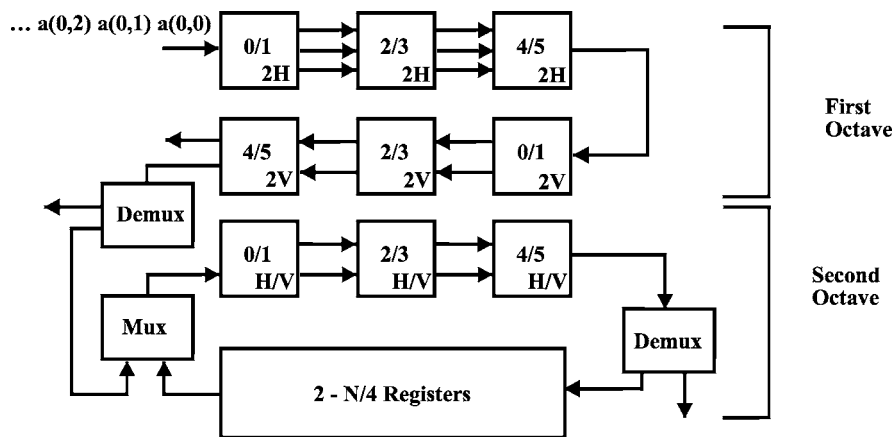 ... a(0,2) a(0,1) a(0,0)
0/1
2H
2/3
2H
4/5
2H
First
Octave
4/5
2V
2/3
2V
0/1
2V
Demux
0/1
H/V
2/3
H/V
4/5
H/V
Second
Octave
Mux
Demux
2 - N/4 Registers